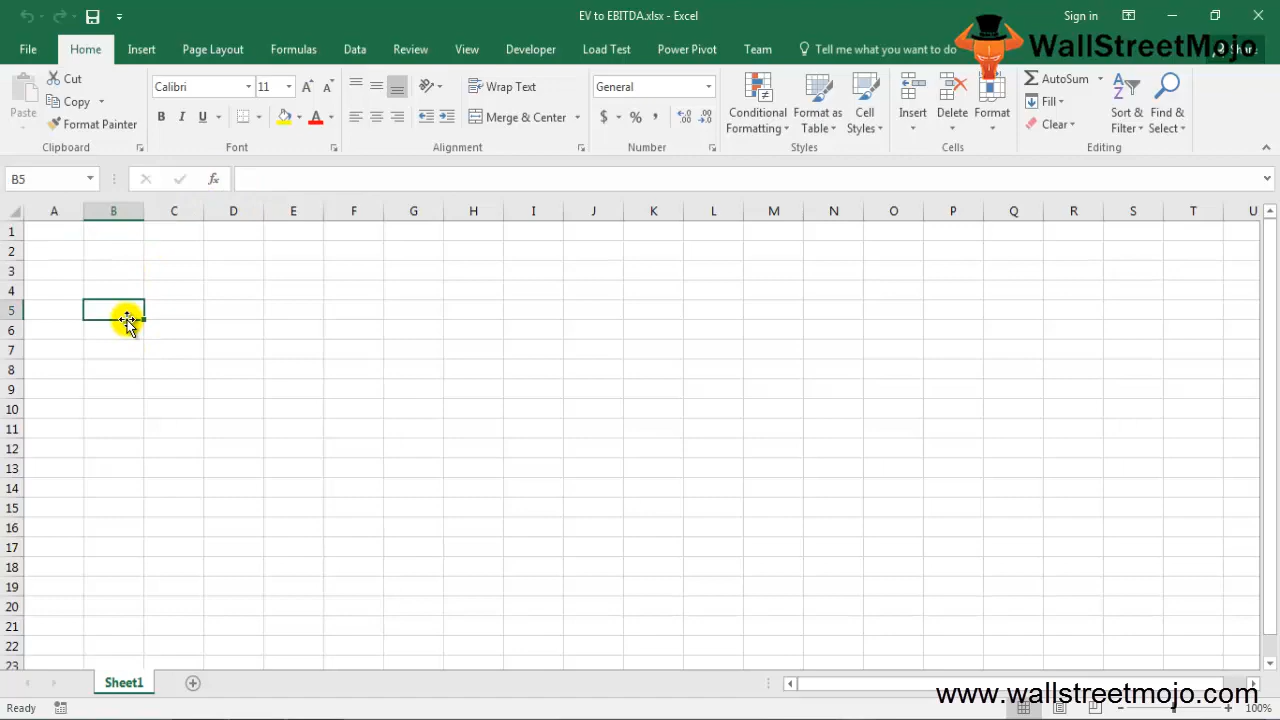 EV to EBITDA.xlsx - Excel
Sign in
File Home Insert Page Layout Formulas Data Review View Developer Load Test Power Pivot Team Tell me what you want to do
WallStreetMojo
Share
Paste
Cut
Copy
Format Painter
Clipboard
Calibri 11
B I U A
Font
Wrap Text
Merge & Center
Alignment
General
$ % ,
Number
Conditional Formatting
Format as Table
Cell Styles
Styles
Insert
Delete
Format
Cells
AutoSum
Fill
Clear
Sort & Filter
Find & Select
Editing
B5
fx
A B C D E F G H I J K L M N O P Q R S T U
1
2
3
4
5
6
7
8
9
10
11
12
13
14
15
16
17
18
19
20
21
22
23
Sheet1
Ready
www.wallstreetmojo.com
100%